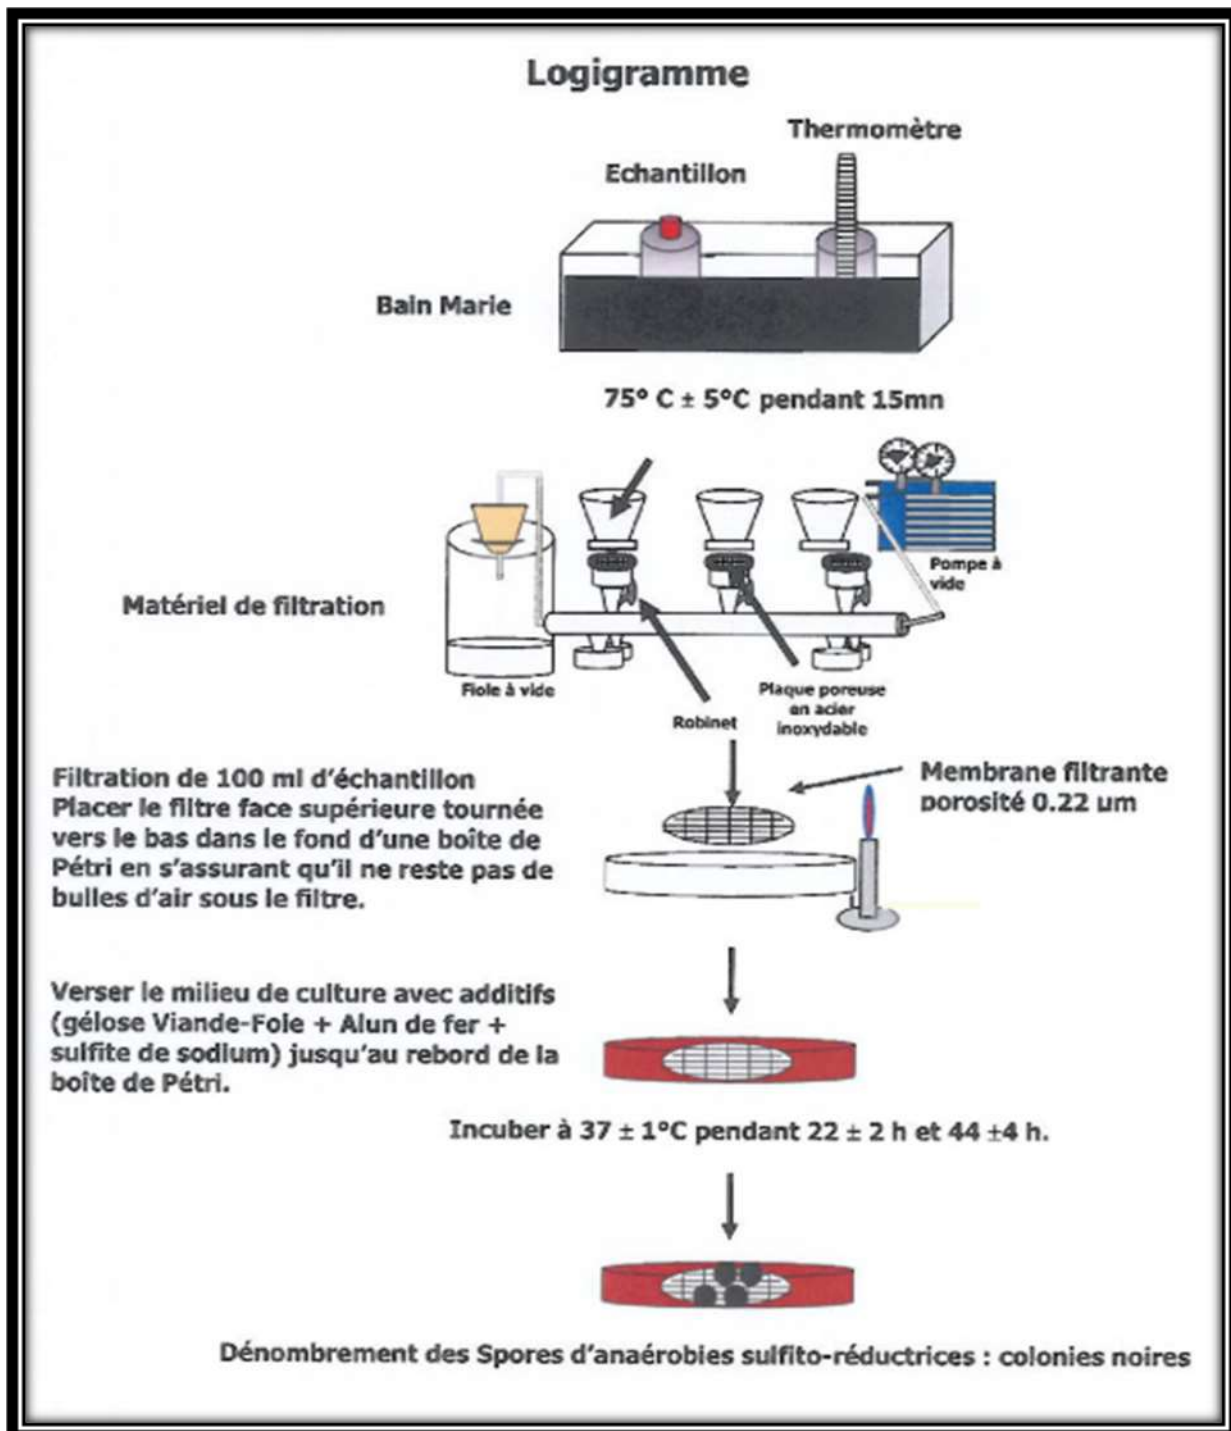 Logigramme
Thermomètre
Echantillon
Bain Marie
75° C ± 5°C pendant 15mn
Pompe à
vide
Matériel de filtration
Fiole à vide
Plaque poreuse
en acier
inoxydable
Robinet
Filtration de 100 ml d'échantillon
Placer le filtre face supérieure tournée
vers le bas dans le fond d'une boîte de
Pétri en s'assurant qu'il ne reste pas de
bulles d'air sous le filtre.
Membrane filtrante
porosité 0.22 um
Verser le milieu de culture avec additifs
(gélose Viande-Foie + Alun de fer +
sulfite de sodium) jusqu'au rebord de la
boîte de Pétri.
Incuber à 37 ± 1°C pendant 22 ± 2 h et 44 ±4 h.
Dénombrement des Spores d'anaérobies sulfito-réductrices : colonies noires